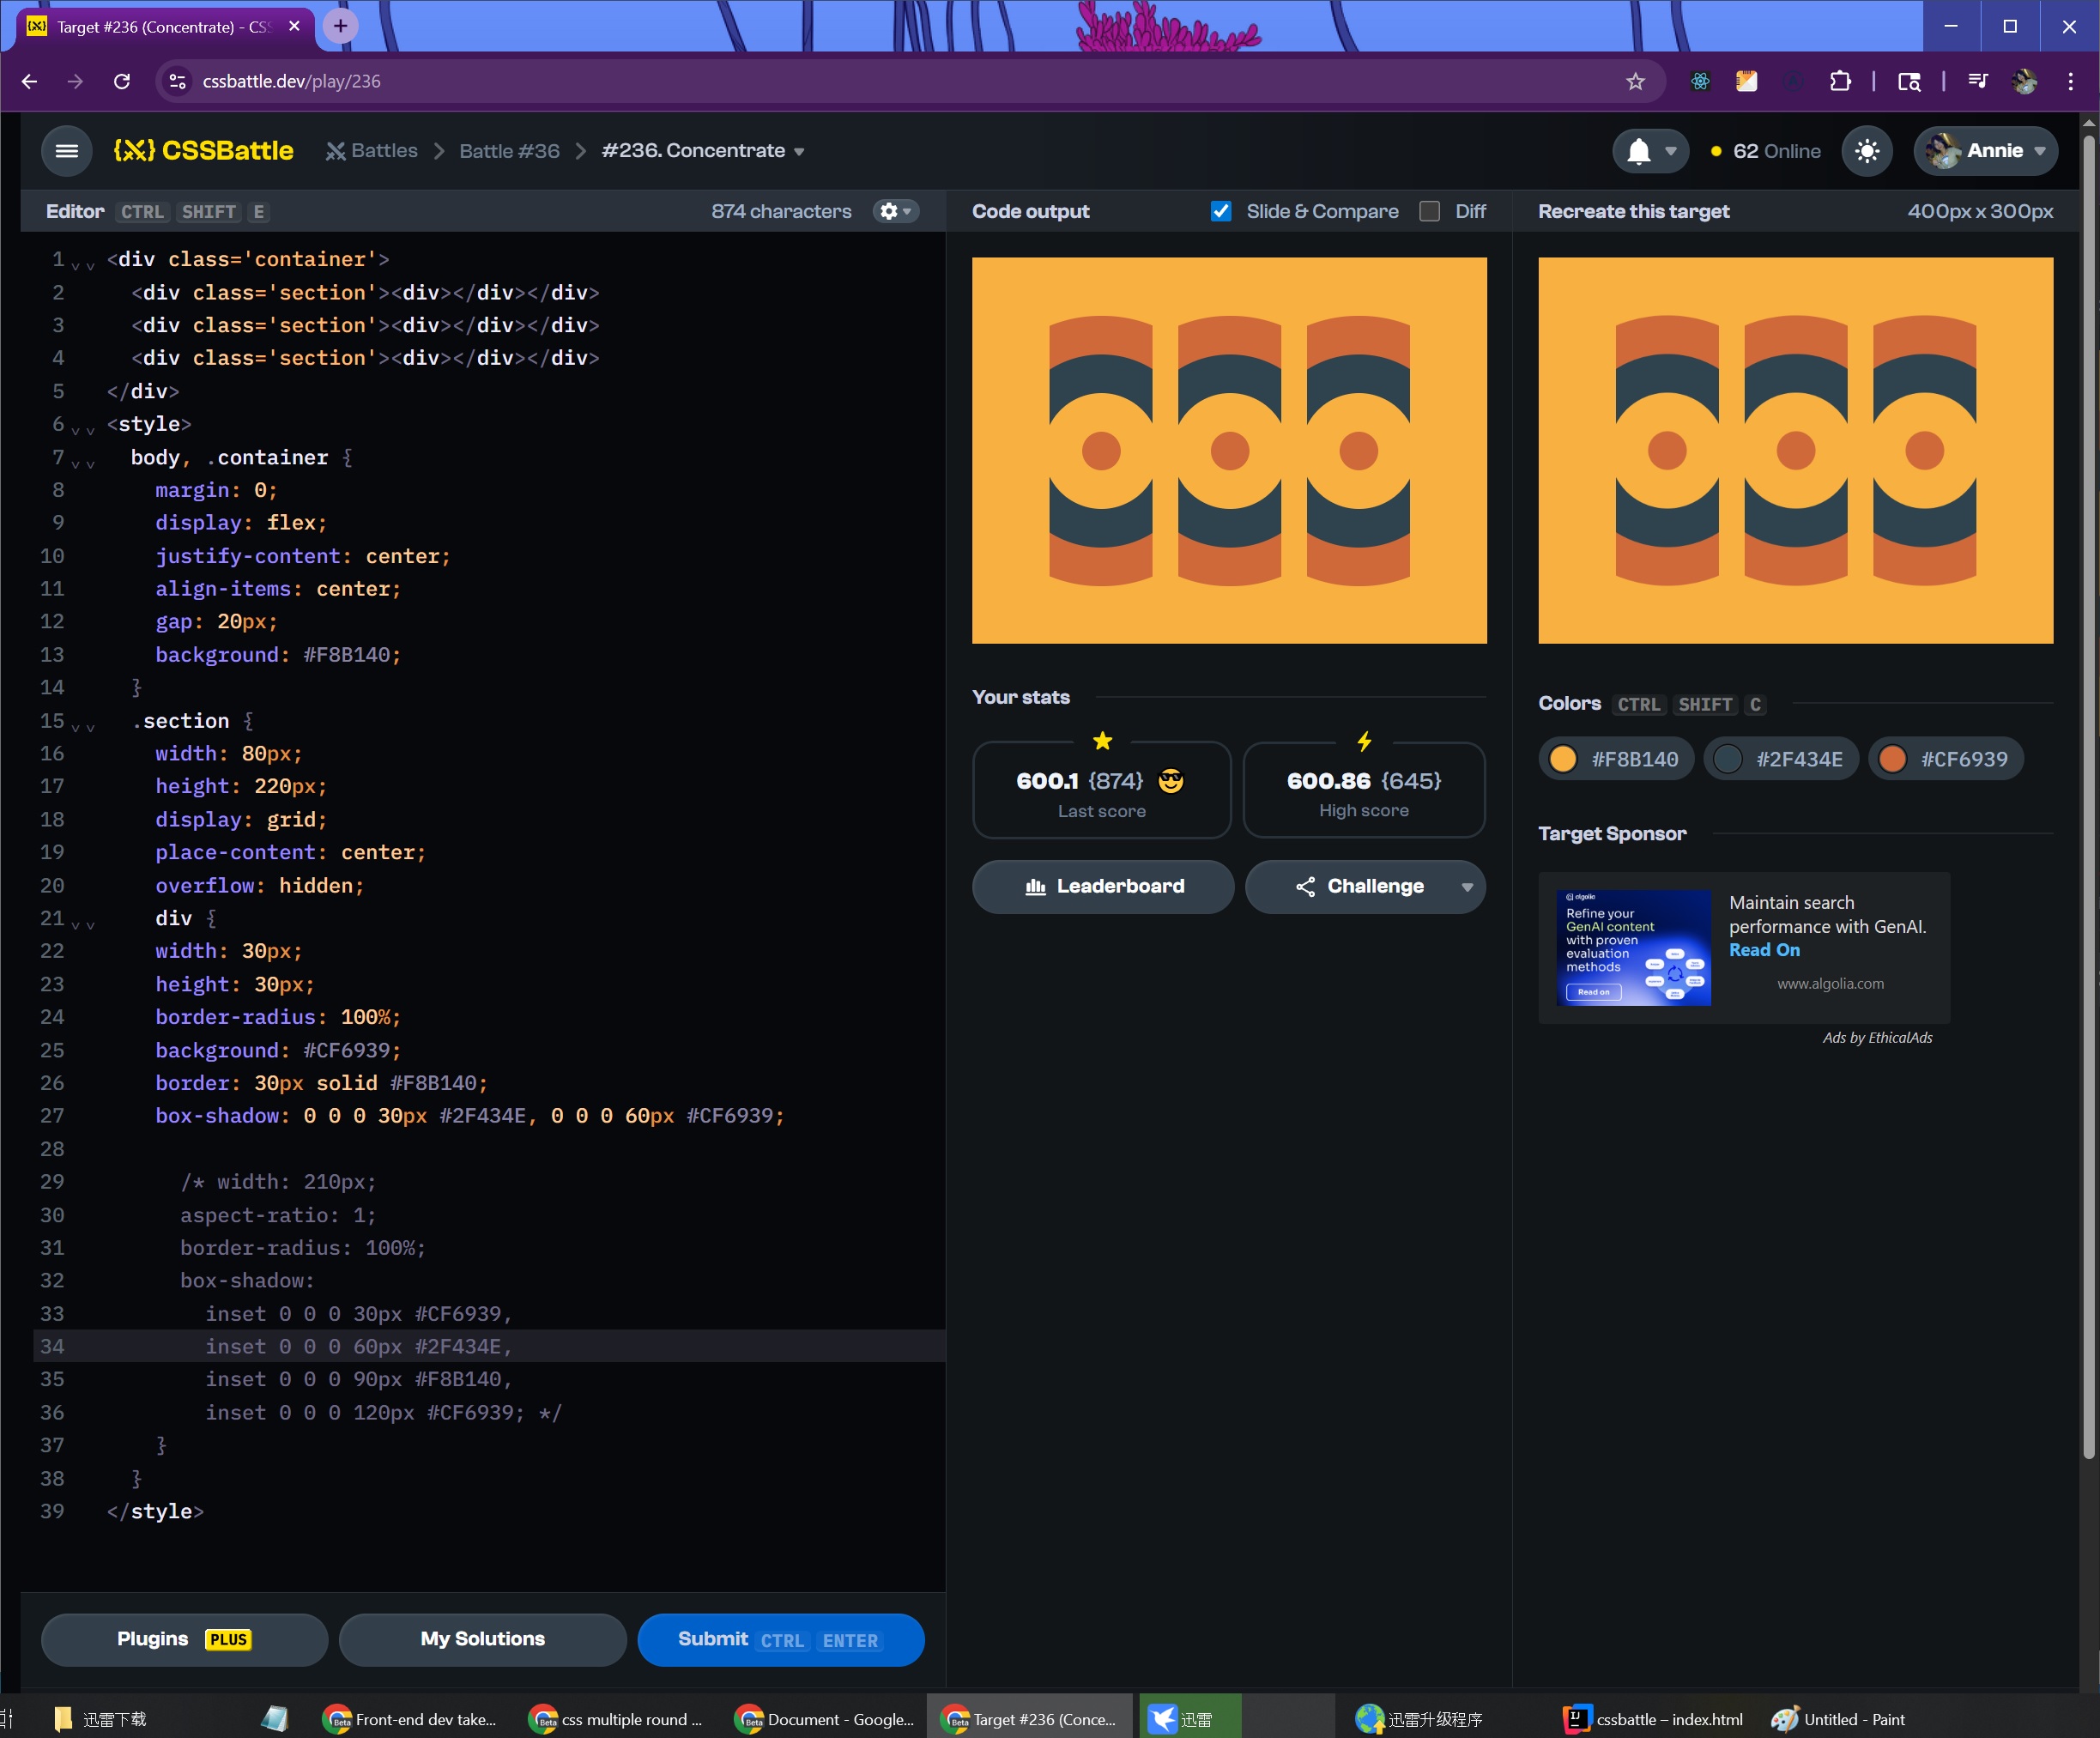 Target #236 (Concentrate) - CSS
cssbattle.dev/play/236
CSSBattle
Battles
Battle #36
#236. Concentrate
62 Online
Annie
Editor CTRL SHIFT E
874 characters
Code output
Slide & Compare
Diff
Recreate this target
400px x 300px
1 <div class='container'>
2 <div class='section'><div></div></div>
3 <div class='section'><div></div></div>
4 <div class='section'><div></div></div>
5 </div>
6 <style>
7 body, .container {
8 margin: 0;
9 display: flex;
10 justify-content: center;
11 align-items: center;
12 gap: 20px;
13 background: #F8B140;
14 }
15 .section {
16 width: 80px;
17 height: 220px;
18 display: grid;
19 place-content: center;
20 overflow: hidden;
21 div {
22 width: 30px;
23 height: 30px;
24 border-radius: 100%;
25 background: #CF6939;
26 border: 30px solid #F8B140;
27 box-shadow: 0 0 0 30px #2F434E, 0 0 0 60px #CF6939;
28
29 /* width: 210px;
30 aspect-ratio: 1;
31 border-radius: 100%;
32 box-shadow:
33 inset 0 0 0 30px #CF6939,
34 inset 0 0 0 60px #2F434E,
35 inset 0 0 0 90px #F8B140,
36 inset 0 0 0 120px #CF6939; */
37 }
38 }
39 </style>
Plugins PLUS
My Solutions
Submit CTRL ENTER
Your stats
600.1 {874}
Last score
600.86 {645}
High score
Leaderboard
Challenge
Colors CTRL SHIFT C
#F8B140
#2F434E
#CF6939
Target Sponsor
algolia
Refine your
GenAI content
with proven
evaluation
methods
Read on
Maintain search
performance with GenAI.
Read On
www.algolia.com
Ads by EthicalAds
迅雷下载
Front-end dev take...
css multiple round ...
Document - Google...
Target #236 (Conce...
迅雷
迅雷升级程序
cssbattle – index.html
Untitled - Paint